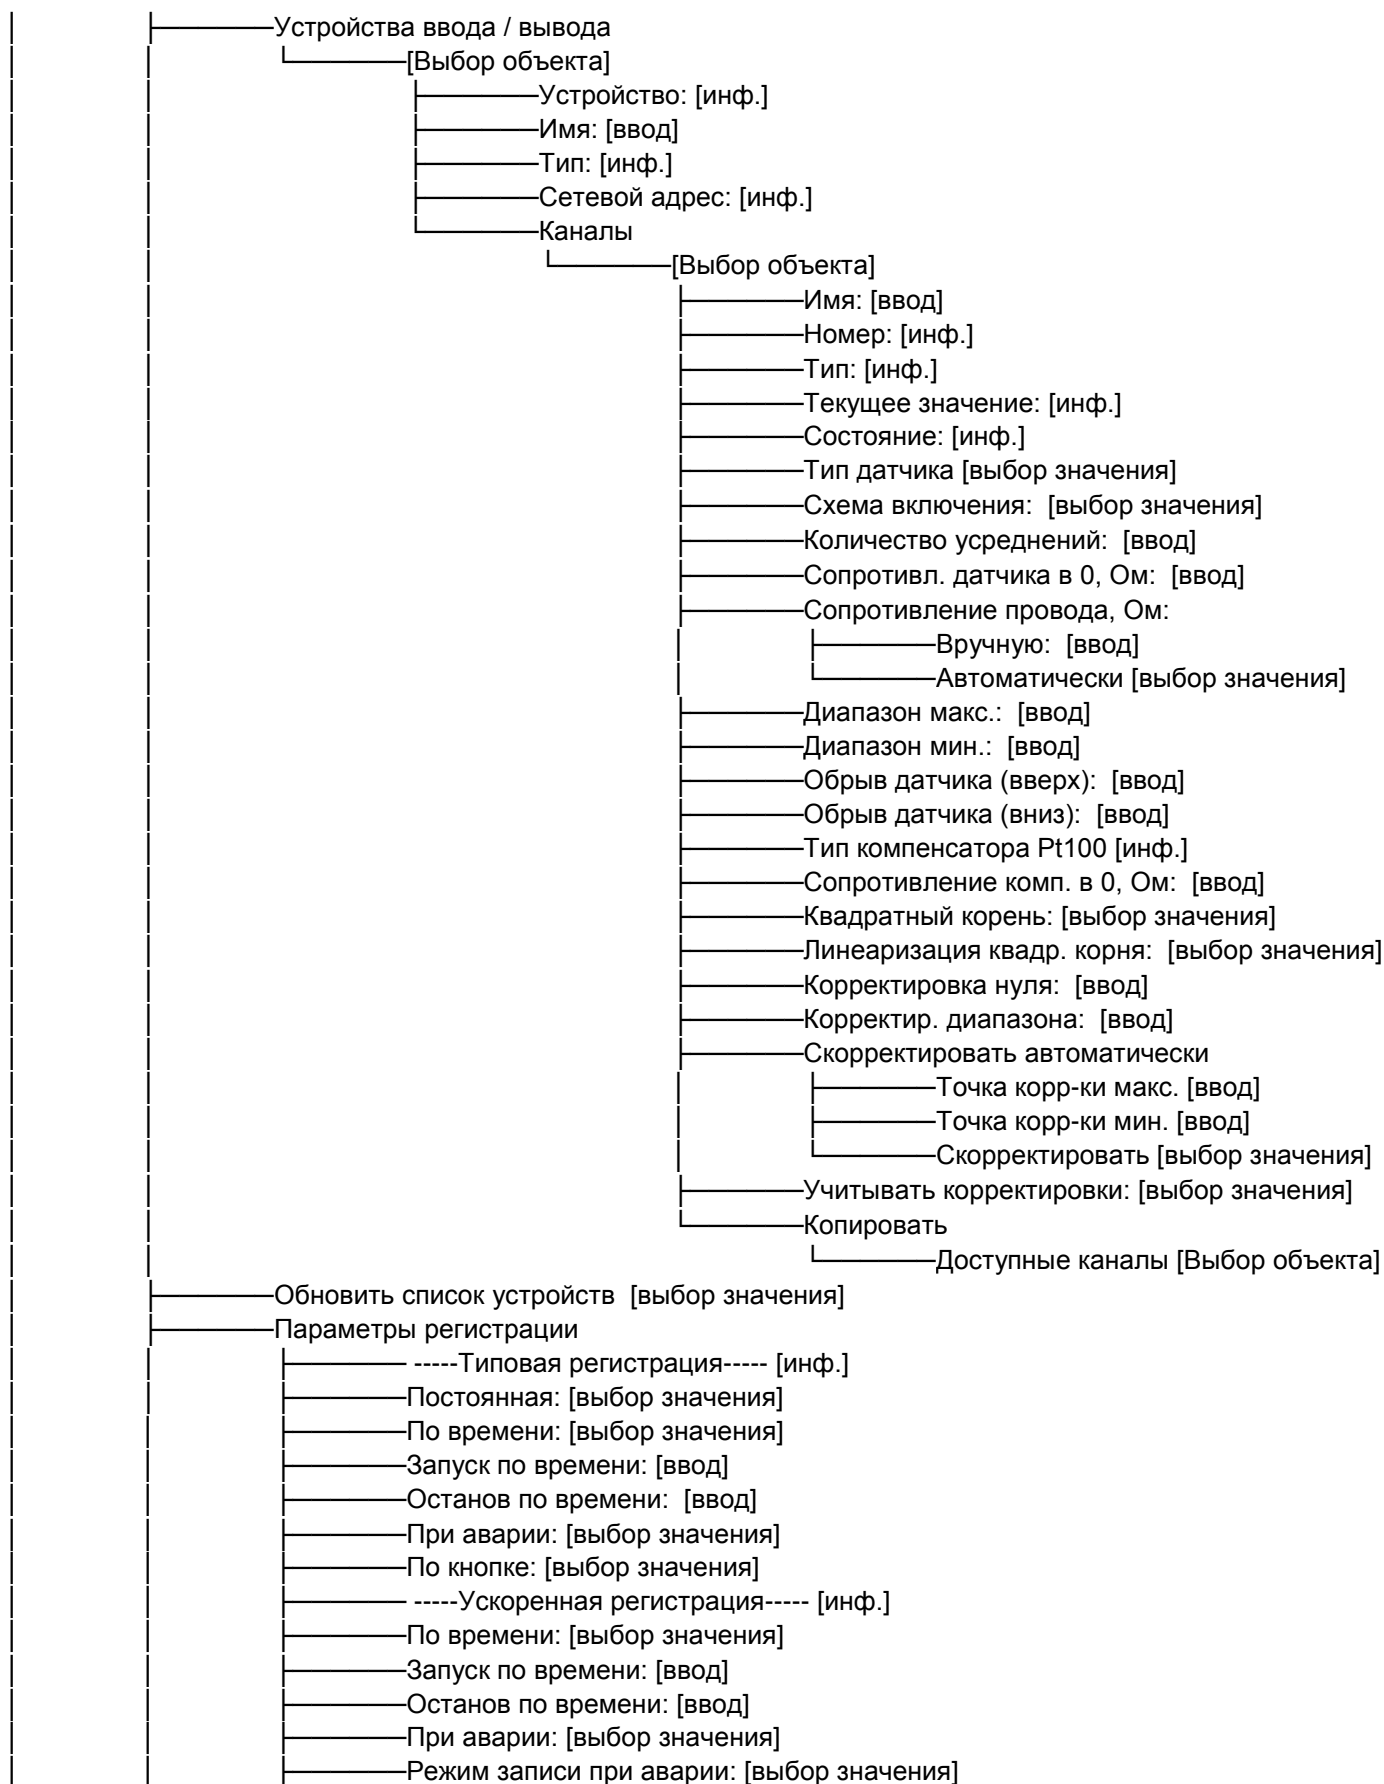 Устройства ввода / вывода
[Выбор объекта]
Устройство: [инф.]
Имя: [ввод]
Тип: [инф.]
Сетевой адрес: [инф.]
Каналы
[Выбор объекта]
Имя: [ввод]
Номер: [инф.]
Тип: [инф.]
Текущее значение: [инф.]
Состояние: [инф.]
Тип датчика [выбор значения]
Схема включения:  [выбор значения]
Количество усреднений:  [ввод]
Сопротивл. датчика в 0, Ом:  [ввод]
Сопротивление провода, Ом:
Вручную:  [ввод]
Автоматически [выбор значения]
Диапазон макс.:  [ввод]
Диапазон мин.:  [ввод]
Обрыв датчика (вверх):  [ввод]
Обрыв датчика (вниз):  [ввод]
Тип компенсатора Pt100 [инф.]
Сопротивление комп. в 0, Ом:  [ввод]
Квадратный корень: [выбор значения]
Линеаризация квадр. корня:  [выбор значения]
Корректировка нуля:  [ввод]
Корректир. диапазона:  [ввод]
Скорректировать автоматически
Точка корр-ки макс. [ввод]
Точка корр-ки мин. [ввод]
Скорректировать [выбор значения]
Учитывать корректировки: [выбор значения]
Копировать
Доступные каналы [Выбор объекта]
Обновить список устройств  [выбор значения]
Параметры регистрации
-----Типовая регистрация----- [инф.]
Постоянная: [выбор значения]
По времени: [выбор значения]
Запуск по времени: [ввод]
Останов по времени:  [ввод]
При аварии: [выбор значения]
По кнопке: [выбор значения]
-----Ускоренная регистрация----- [инф.]
По времени: [выбор значения]
Запуск по времени: [ввод]
Останов по времени: [ввод]
При аварии: [выбор значения]
Режим записи при аварии: [выбор значения]